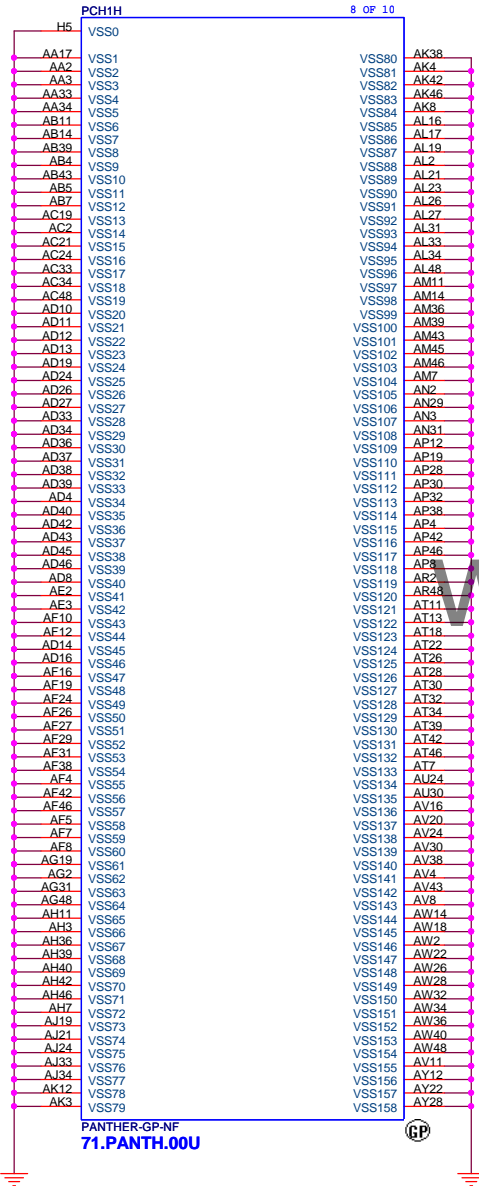 PCH1H 8 OF 10
H5 VSS0
AA17 VSS1 VSS80 AK38
AA2 VSS2 VSS81 AK4
AA3 VSS3 VSS82 AK42
AA33 VSS4 VSS83 AK46
AA34 VSS5 VSS84 AK8
AB11 VSS6 VSS85 AL16
AB14 VSS7 VSS86 AL17
AB39 VSS8 VSS87 AL19
AB4 VSS9 VSS88 AL2
AB43 VSS10 VSS89 AL21
AB5 VSS11 VSS90 AL23
AB7 VSS12 VSS91 AL26
AC19 VSS13 VSS92 AL27
AC2 VSS14 VSS93 AL31
AC21 VSS15 VSS94 AL33
AC24 VSS16 VSS95 AL34
AC33 VSS17 VSS96 AL48
AC34 VSS18 VSS97 AM11
AC48 VSS19 VSS98 AM14
AD10 VSS20 VSS99 AM36
AD11 VSS21 VSS100 AM39
AD12 VSS22 VSS101 AM43
AD13 VSS23 VSS102 AM45
AD19 VSS24 VSS103 AM46
AD24 VSS25 VSS104 AM7
AD26 VSS26 VSS105 AN2
AD27 VSS27 VSS106 AN29
AD33 VSS28 VSS107 AN3
AD34 VSS29 VSS108 AN31
AD36 VSS30 VSS109 AP12
AD37 VSS31 VSS110 AP19
AD38 VSS32 VSS111 AP28
AD39 VSS33 VSS112 AP30
AD4 VSS34 VSS113 AP32
AD40 VSS35 VSS114 AP38
AD42 VSS36 VSS115 AP4
AD43 VSS37 VSS116 AP42
AD45 VSS38 VSS117 AP46
AD46 VSS39 VSS118 AP8
AD8 VSS40 VSS119 AR2
AE2 VSS41 VSS120 AR48
AE3 VSS42 VSS121 AT11
AF10 VSS43 VSS122 AT13
AF12 VSS44 VSS123 AT18
AD14 VSS45 VSS124 AT22
AD16 VSS46 VSS125 AT26
AF16 VSS47 VSS126 AT28
AF19 VSS48 VSS127 AT30
AF24 VSS49 VSS128 AT32
AF26 VSS50 VSS129 AT34
AF27 VSS51 VSS130 AT39
AF29 VSS52 VSS131 AT42
AF31 VSS53 VSS132 AT46
AF38 VSS54 VSS133 AT7
AF4 VSS55 VSS134 AU24
AF42 VSS56 VSS135 AU30
AF46 VSS57 VSS136 AV16
AF5 VSS58 VSS137 AV20
AF7 VSS59 VSS138 AV24
AF8 VSS60 VSS139 AV30
AG19 VSS61 VSS140 AV38
AG2 VSS62 VSS141 AV4
AG31 VSS63 VSS142 AV43
AG48 VSS64 VSS143 AV8
AH11 VSS65 VSS144 AW14
AH3 VSS66 VSS145 AW18
AH36 VSS67 VSS146 AW2
AH39 VSS68 VSS147 AW22
AH40 VSS69 VSS148 AW26
AH42 VSS70 VSS149 AW28
AH46 VSS71 VSS150 AW32
AH7 VSS72 VSS151 AW34
AJ19 VSS73 VSS152 AW36
AJ21 VSS74 VSS153 AW40
AJ24 VSS75 VSS154 AW48
AJ33 VSS76 VSS155 AV11
AJ34 VSS77 VSS156 AY12
AK12 VSS78 VSS157 AY22
AK3 VSS79 VSS158 AY28
PANTHER-GP-NF GP
71.PANTH.00U